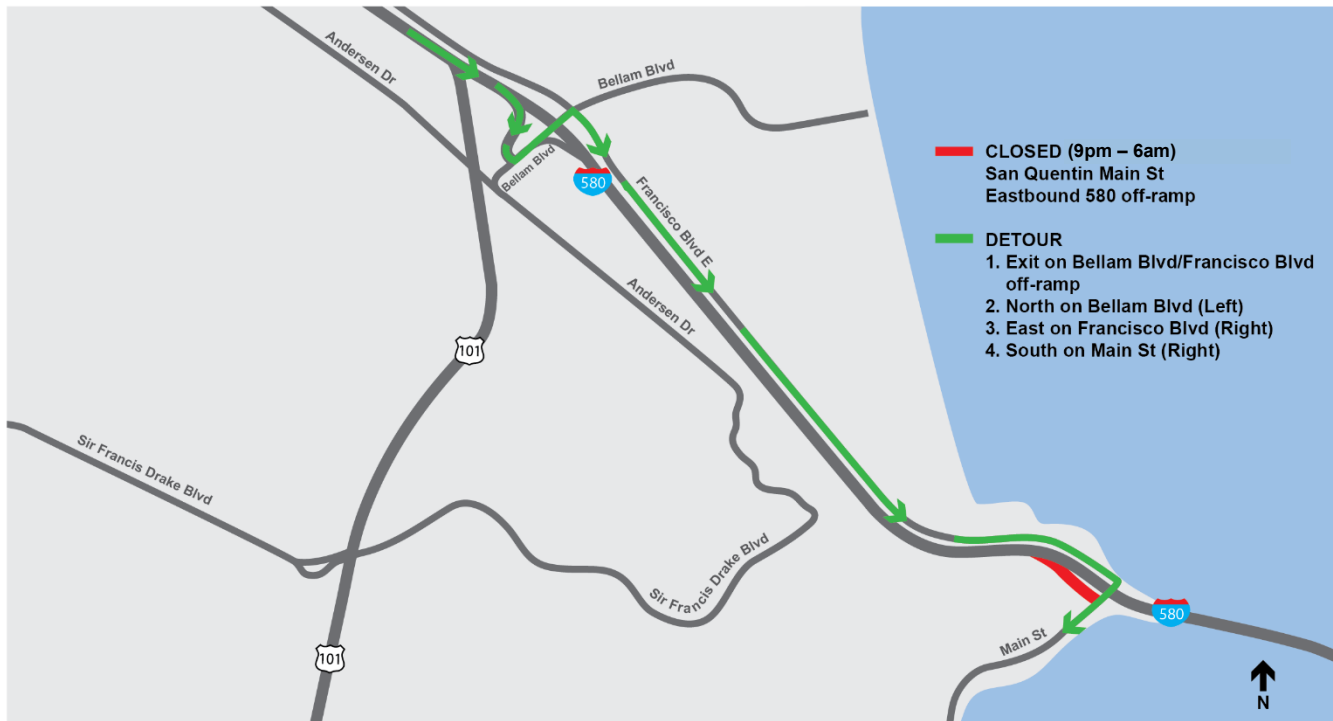 Andersen Dr
Bellam Blvd
Bellam Blvd
580
Francisco Blvd E
Andersen Dr
101
Sir Francis Drake Blvd
Sir Francis Drake Blvd
101
Main St
580
N
CLOSED (9pm – 6am)
San Quentin Main St
Eastbound 580 off-ramp
DETOUR
1. Exit on Bellam Blvd/Francisco Blvd
off-ramp
2. North on Bellam Blvd (Left)
3. East on Francisco Blvd (Right)
4. South on Main St (Right)